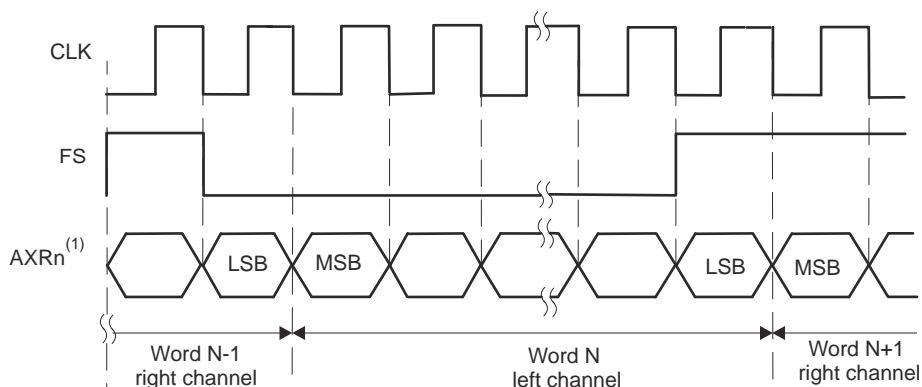 CLK
FS
AXRn(1)
LSB
MSB
LSB
MSB
Word N-1
right channel
Word N
left channel
Word N+1
right channel